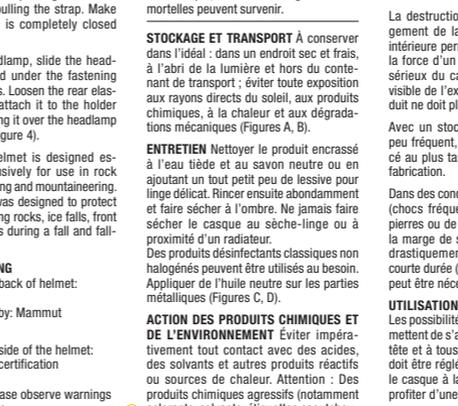 pulling the strap. Make
is completely closed
dlamp, slide the head-
d under the fastening
s. Loosen the rear elas-
attach it to the holder
ng it over the headlamp
gure 4).
elmet is designed es-
usively for use in rock
ng and mountaineering.
was designed to protect
ng rocks, ice falls, front
s during a fall and fall-
NG
back of helmet:
by: Mammut
side of the helmet:
certification
ase observe warnings
mortelles peuvent survenir.
STOCKAGE ET TRANSPORT À conserver
dans l'idéal : dans un endroit sec et frais,
à l'abri de la lumière et hors du conte-
nant de transport ; éviter toute exposition
aux rayons directs du soleil, aux produits
chimiques, à la chaleur et aux dégrada-
tions mécaniques (Figures A, B).
ENTRETIEN Nettoyer le produit encrassé
à l'eau tiède et au savon neutre ou en
ajoutant un tout petit peu de lessive pour
linge délicat. Rincer ensuite abondamment
et faire sécher à l'ombre. Ne jamais faire
sécher le casque au sèche-linge ou à
proximité d'un radiateur.
Des produits désinfectants classiques non
halogénés peuvent être utilisés au besoin.
Appliquer de l'huile neutre sur les parties
métalliques (Figures C, D).
ACTION DES PRODUITS CHIMIQUES ET
DE L'ENVIRONNEMENT Éviter impéra-
tivement tout contact avec des acides,
des solvants et autres produits réactifs
ou sources de chaleur. Attention : Des
produits chimiques agressifs (notamment
La destructio
gement de la
intérieure per
la force d'un
sérieux du ca
visible de l'ex
duit ne doit pl
Avec un stoc
peu fréquent,
cé au plus ta
fabrication.
Dans des conc
(chocs fréque
pierres ou de
la marge de s
drastiquemen
courte durée (
peut être néce
UTILISATION
Les possibilité
mettent de s'a
tête et à tous
doit être réglé
le casque à la
profiter d'une